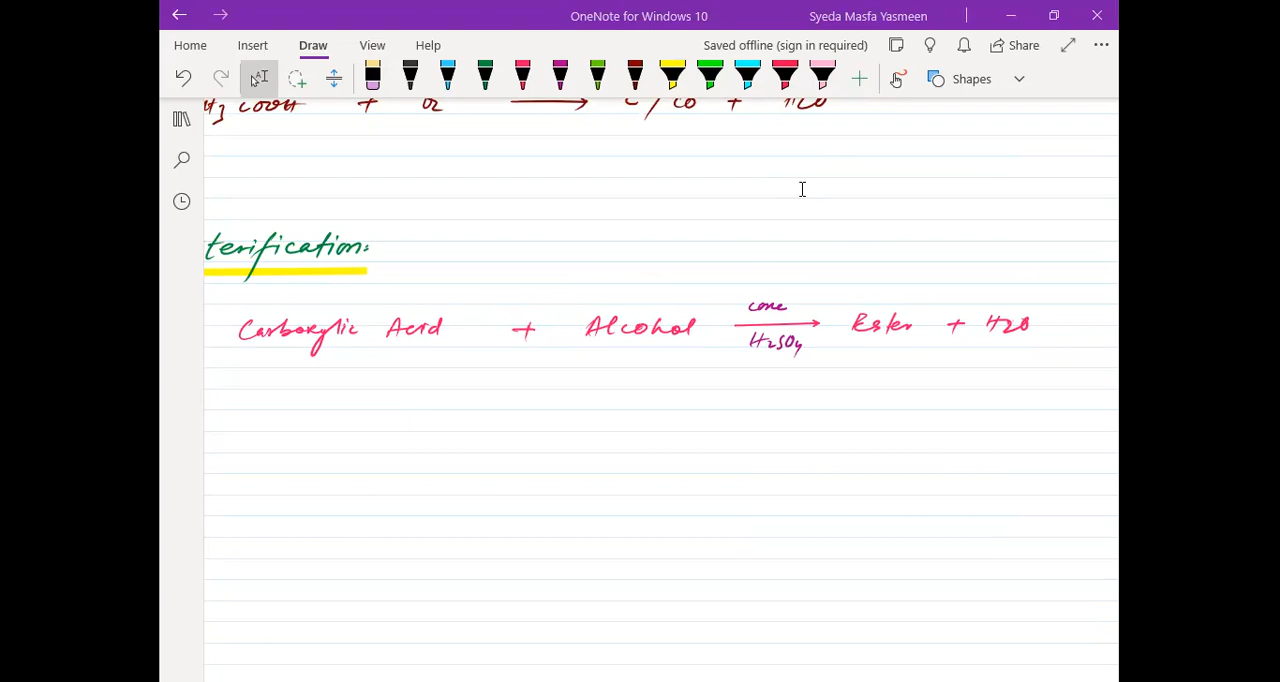 OneNote for Windows 10 Syeda Masfa Yasmeen
Home Insert Draw View Help Saved offline (sign in required) Share
Shapes
H3 COOH + O2 → C/CO + H2O
terification:
Carboxylic Acid + Alcohol conc → Ester + H2O
H2SO4